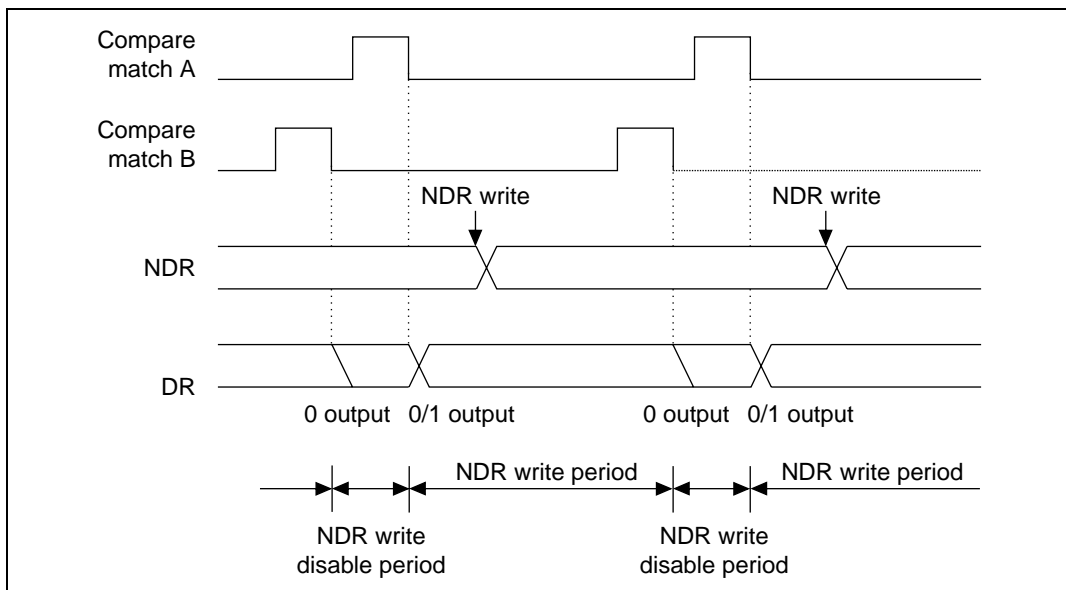 Compare
match A
Compare
match B
NDR write
NDR write
NDR
DR
0 output
0/1 output
0 output
0/1 output
NDR write period
NDR write period
NDR write
disable period
NDR write
disable period